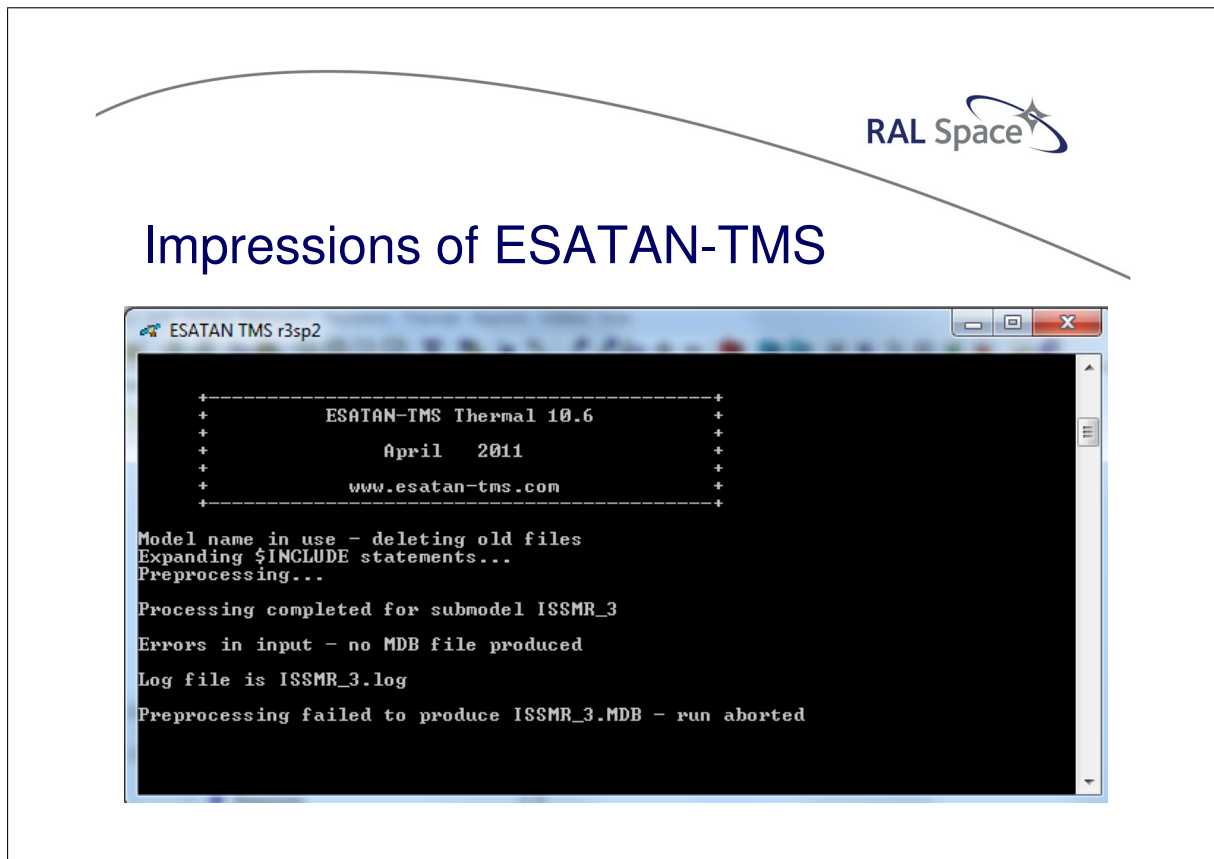 RAL Space
Impressions of ESATAN-TMS
ESATAN TMS r3sp2
+-------------------------------------------+
+ ESATAN-TMS Thermal 10.6 +
+ +
+ April 2011 +
+ +
+ www.esatan-tms.com +
+-------------------------------------------+
Model name in use - deleting old files
Expanding $INCLUDE statements...
Preprocessing...
Processing completed for submodel ISSMR_3
Errors in input - no MDB file produced
Log file is ISSMR_3.log
Preprocessing failed to produce ISSMR_3.MDB - run aborted